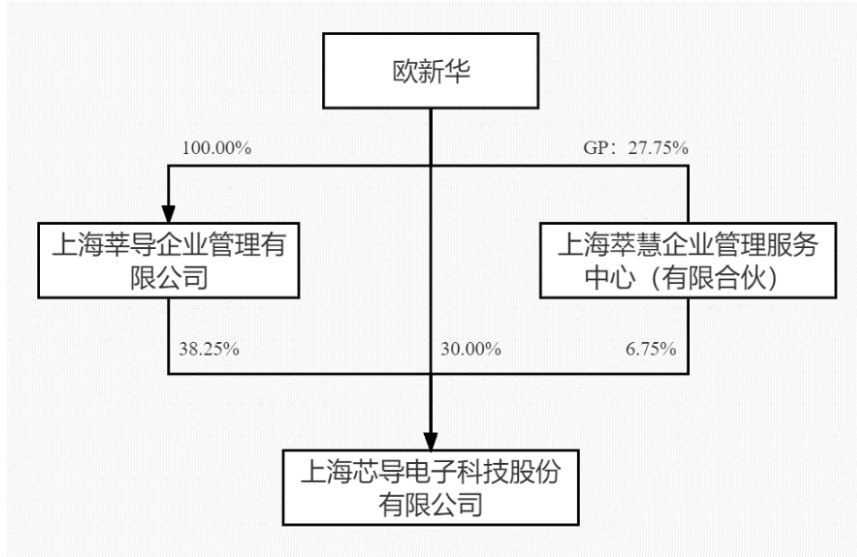 欧新华
100.00%
GP：27.75%
上海莘导企业管理有
限公司
上海萃慧企业管理服务
中心（有限合伙）
38.25%
30.00%
6.75%
上海芯导电子科技股份
有限公司